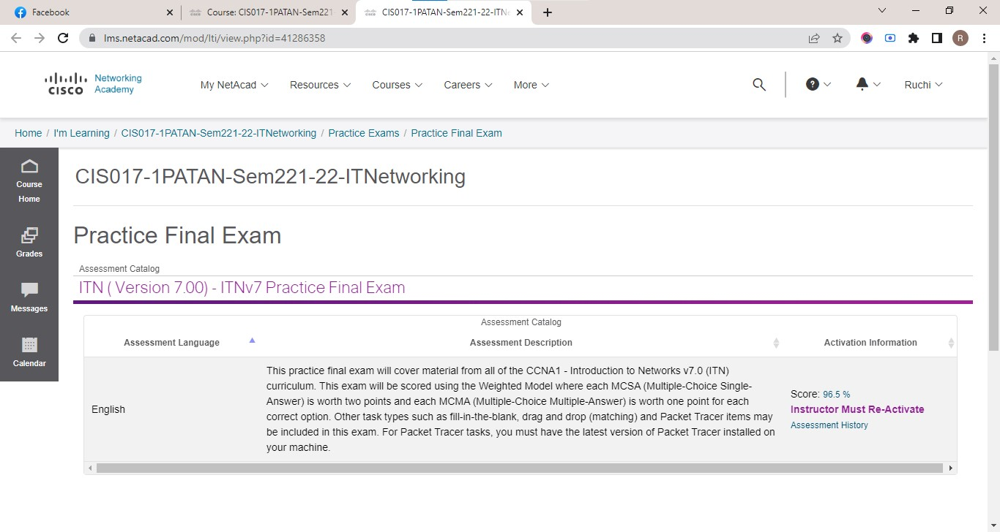 Facebook
Course: CIS017-1PATAN-Sem221
CIS017-1PATAN-Sem221-22-ITN
lms.netacad.com/mod/lti/view.php?id=41286358
R
CISCO
Networking
Academy
My NetAcad
Resources
Courses
Careers
More
?
Ruchi
Home / I'm Learning / CIS017-1PATAN-Sem221-22-ITNetworking / Practice Exams / Practice Final Exam
Course
Home
Grades
Messages
Calendar
CIS017-1PATAN-Sem221-22-ITNetworking
Practice Final Exam
Assessment Catalog
ITN ( Version 7.00) - ITNv7 Practice Final Exam
Assessment Catalog
Assessment Language
Assessment Description
Activation Information
English
This practice final exam will cover material from all of the CCNA1 - Introduction to Networks v7.0 (ITN)
curriculum. This exam will be scored using the Weighted Model where each MCSA (Multiple-Choice Single-
Answer) is worth two points and each MCMA (Multiple-Choice Multiple-Answer) is worth one point for each
correct option. Other task types such as fill-in-the-blank, drag and drop (matching) and Packet Tracer items may
be included in this exam. For Packet Tracer tasks, you must have the latest version of Packet Tracer installed on
your machine.
Score: 96.5 %
Instructor Must Re-Activate
Assessment History